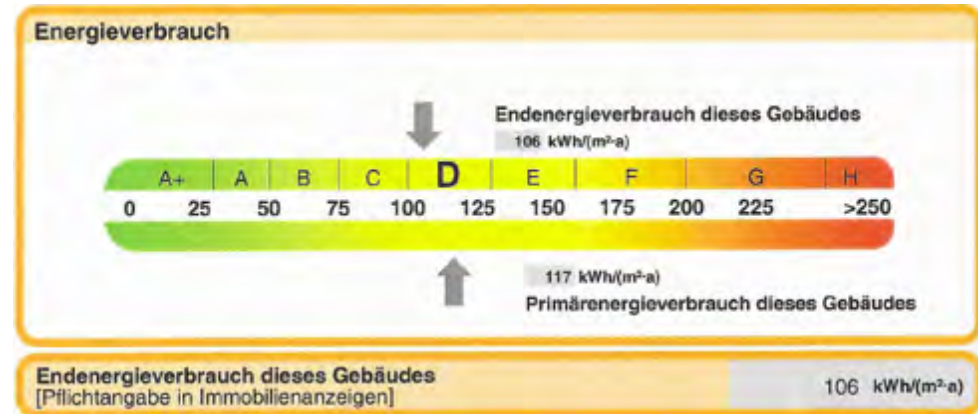 Energieverbrauch
Endenergieverbrauch dieses Gebäudes
106 kWh/(m²·a)
A+ A B C D E F G H
0 25 50 75 100 125 150 175 200 225 >250
117 kWh/(m²·a)
Primärenergieverbrauch dieses Gebäudes
Endenergieverbrauch dieses Gebäudes
[Pflichtangabe in Immobilienanzeigen]
106 kWh/(m²·a)